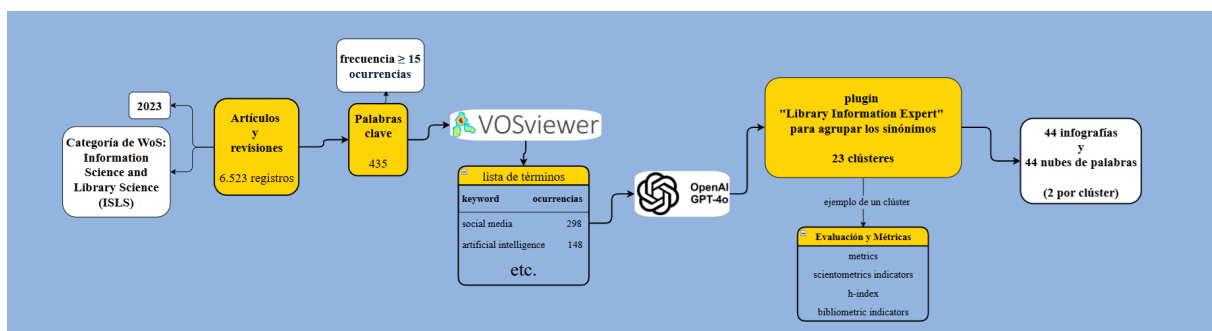 2023
Categoría de WoS:
Information
Science and
Library Science
(ISLS)
Artículos
y
revisiones
6.523 registros
frecuencia ≥ 15
ocurrencias
Palabras
clave
435
VOSviewer
lista de términos
keyword ocurrencias
social media 298
artificial intelligence 148
etc.
OpenAI
GPT-4o
plugin
"Library Information Expert"
para agrupar los sinónimos
23 clústeres
ejemplo de un clúster
Evaluación y Métricas
metrics
scientometrics indicators
h-index
bibliometric indicators
44 infografías
y
44 nubes de palabras
(2 por clúster)